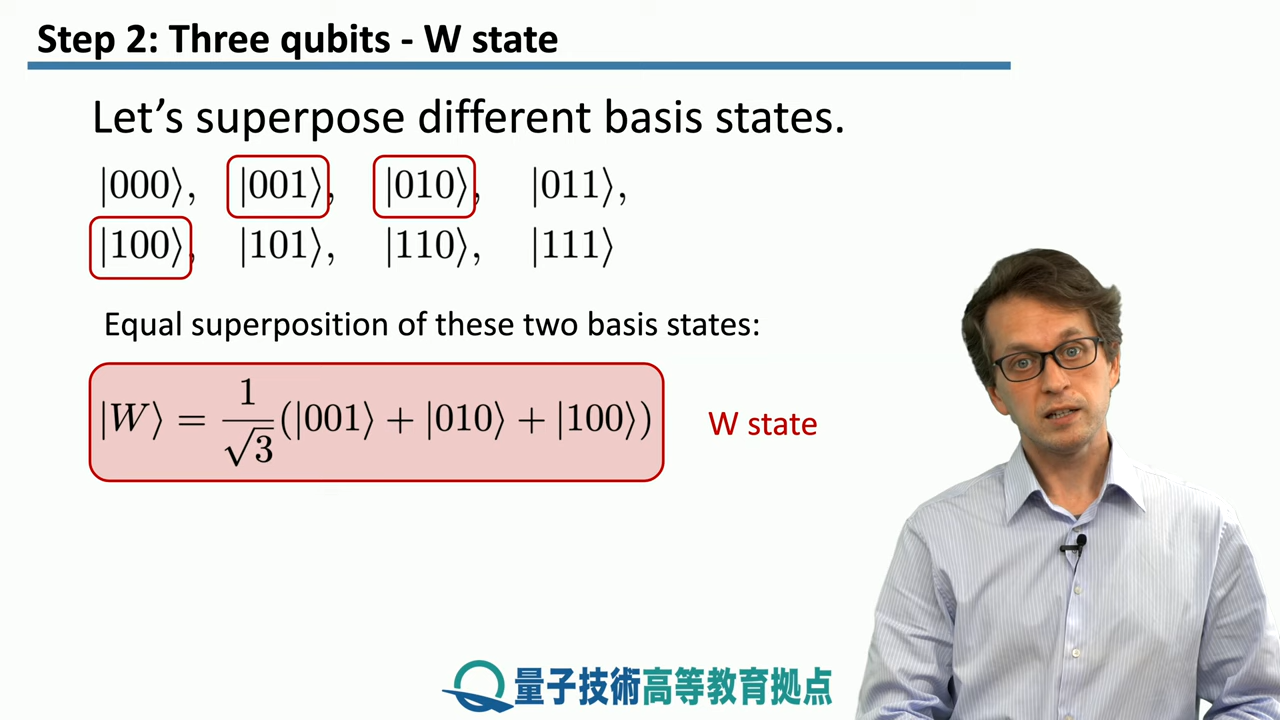 Step 2: Three qubits - W state
Let's superpose different basis states.
|000⟩, |001⟩, |010⟩, |011⟩,
|100⟩, |101⟩, |110⟩, |111⟩
Equal superposition of these two basis states:
|W⟩ = 1/√3 (|001⟩ + |010⟩ + |100⟩)
W state
量子技術高等教育拠点